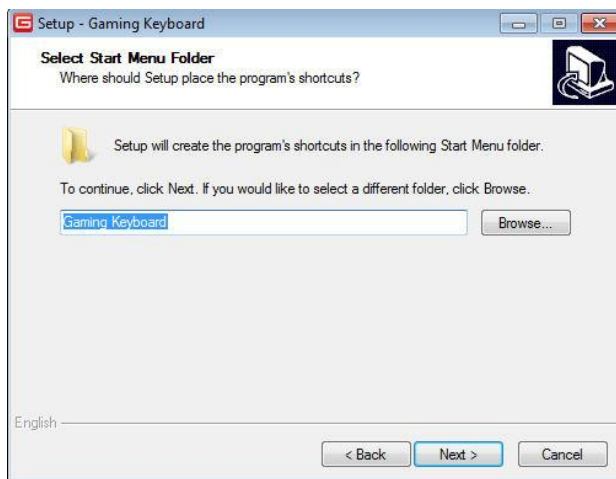 Setup - Gaming Keyboard
Select Start Menu Folder
Where should Setup place the program's shortcuts?
Setup will create the program's shortcuts in the following Start Menu folder.
To continue, click Next. If you would like to select a different folder, click Browse.
Gaming Keyboard
Browse...
English
< Back
Next >
Cancel